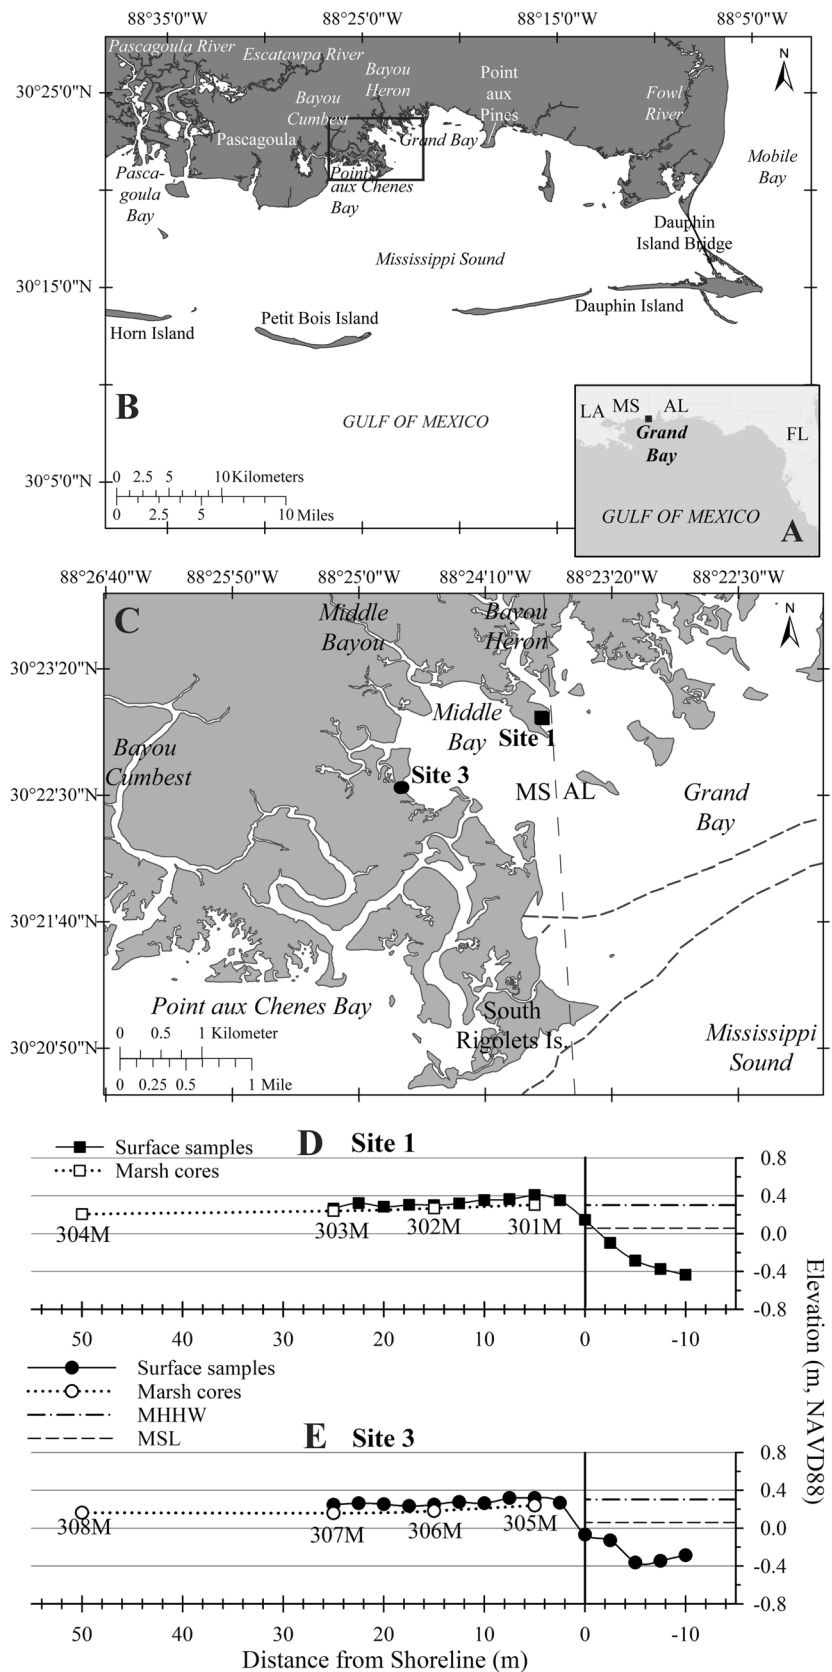 88°35'0"W 88°25'0"W 88°15'0"W 88°5'0"W
Pascagoula River
Escatawpa River
Bayou
Heron
Point
aux
Pines
N
30°25'0"N
Bayou
Cumbest
Fowl
River
Pascagoula
Grand Bay
Mobile
Bay
Pasca-
goula
Bay
Point
aux Chenes
Bay
Dauphin
Island Bridge
Mississippi Sound
30°15'0"N
Dauphin Island
Horn Island
Petit Bois Island
B
GULF OF MEXICO
LA MS AL
FL
Grand
Bay
30°5'0"N
0 2.5 5 10 Kilometers
0 2.5 5 10 Miles
GULF OF MEXICO
A
88°26'40"W 88°25'50"W 88°25'0"W 88°24'10"W 88°23'20"W 88°22'30"W
C
Middle
Bayou
Bayou
Heron
N
30°23'20"N
Middle
Bay
Site 1
Bayou
Cumbest
Site 3
30°22'30"N
MS AL
Grand
Bay
30°21'40"N
Point aux Chenes Bay
South
Rigolets Is.
0 0.5 1 Kilometer
0 0.25 0.5 1 Mile
30°20'50"N
Mississippi
Sound
Surface samples
Marsh cores
D Site 1
0.8
0.4
0.0
-0.4
-0.8
304M 303M 302M 301M
50 40 30 20 10 0 -10
Surface samples
Marsh cores
MHHW
MSL
E Site 3
0.8
0.4
0.0
-0.4
-0.8
308M 307M 306M 305M
50 40 30 20 10 0 -10
Distance from Shoreline (m)
Elevation (m, NAVD88)